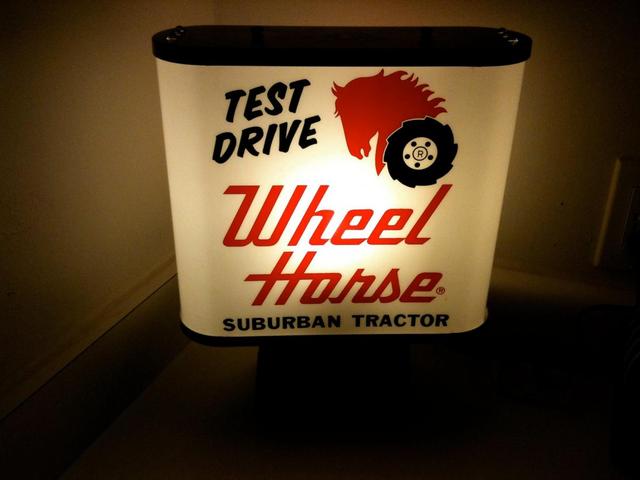 TEST
DRIVE
®
Wheel
Horse®
SUBURBAN TRACTOR